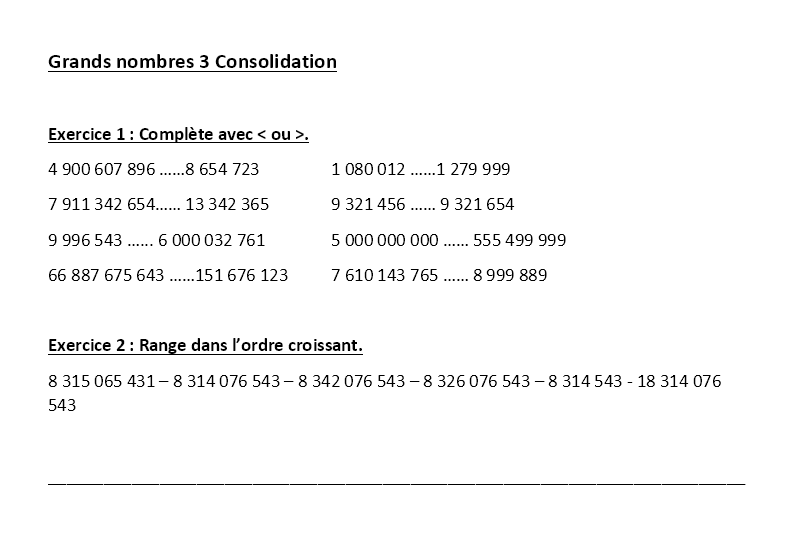 Grands nombres 3 Consolidation
Exercice 1 : Complète avec < ou >.
4 900 607 896 ……8 654 723 1 080 012 ……1 279 999
7 911 342 654…… 13 342 365 9 321 456 …… 9 321 654
9 996 543 …… 6 000 032 761 5 000 000 000 …… 555 499 999
66 887 675 643 ……151 676 123 7 610 143 765 …… 8 999 889
Exercice 2 : Range dans l’ordre croissant.
8 315 065 431 – 8 314 076 543 – 8 342 076 543 – 8 326 076 543 – 8 314 543 - 18 314 076
543